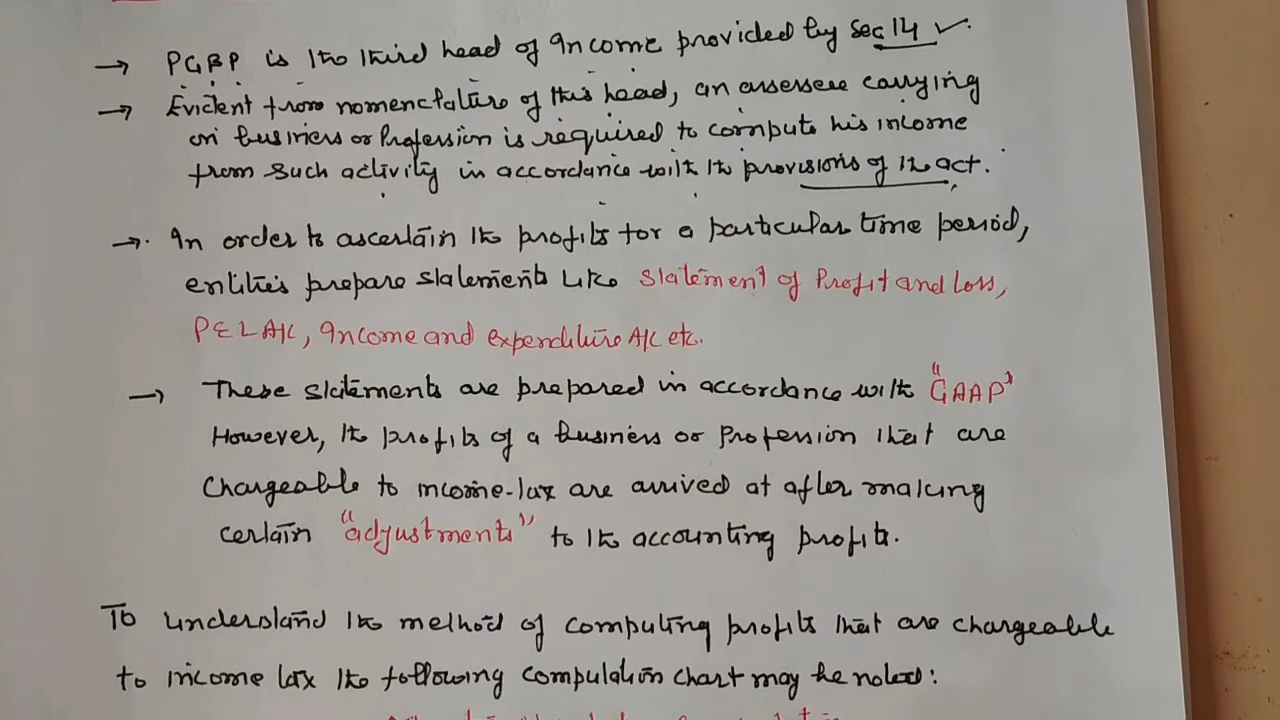 → PGBP is the third head of Income provided by Sec 14 ✓.
→ Evident from nomenclature of this head, an assessee carrying
on business or Profession is required to compute his income
from such activity in accordance with the provisions of the act.
→. In order to ascertain the profits for a particular time period,
entities prepare statements like Statement of Profit and Loss,
P&L A/c, Income and expenditure A/c etc.
→ These statements are prepared in accordance with "GAAP"
However, the profits of a business or Profession that are
Chargeable to income-tax are arrived at after making
certain "adjustments" to the accounting profits.
To understand the method of computing profits that are chargeable
to income tax the following computation chart may be noted: